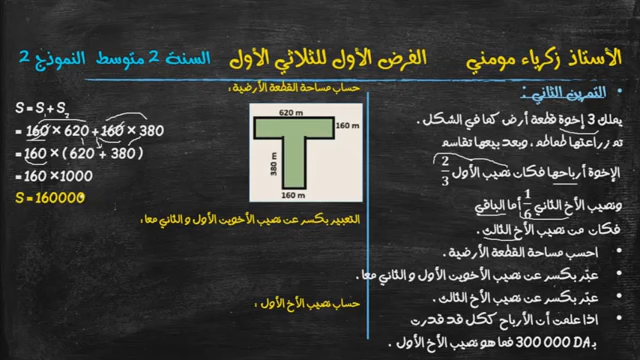 الأستاذ زكرياء مومني
الفرض الأول للثلاثي الأول
السنة 2 متوسط النموذج 2
التمرين الثاني :
يملك 3 إخوة قطعة أرض كما في الشكل .
تم زراعتها طماطم، وبعد بيعها تقاسم
الإخوة أرباحها فكان نصيب الأول 2/3
ونصيب الأخ الثاني 1/6 أما الباقي
فكان من نصيب الأخ الثالث .
احسب مساحة القطعة الأرضية .
عبّر بكسر عن نصيب الأخوين الأول و الثاني معا .
عبّر بكسر عن نصيب الأخ الثالث .
اذا علمت أن الأرباح ككل قد قدرت
بـ 300 000 DA فما هو نصيب الأخ الأول .
حساب مساحة القطعة الأرضية :
620 m
160 m
380 m
160 m
التعبير بكسر عن نصيب الأخوين الأول و الثاني معا :
حساب نصيب الأخ الأول :
S = S + S2
= 160 × 620 + 160 × 380
= 160 × ( 620 + 380 )
= 160 ×1000
S = 160000